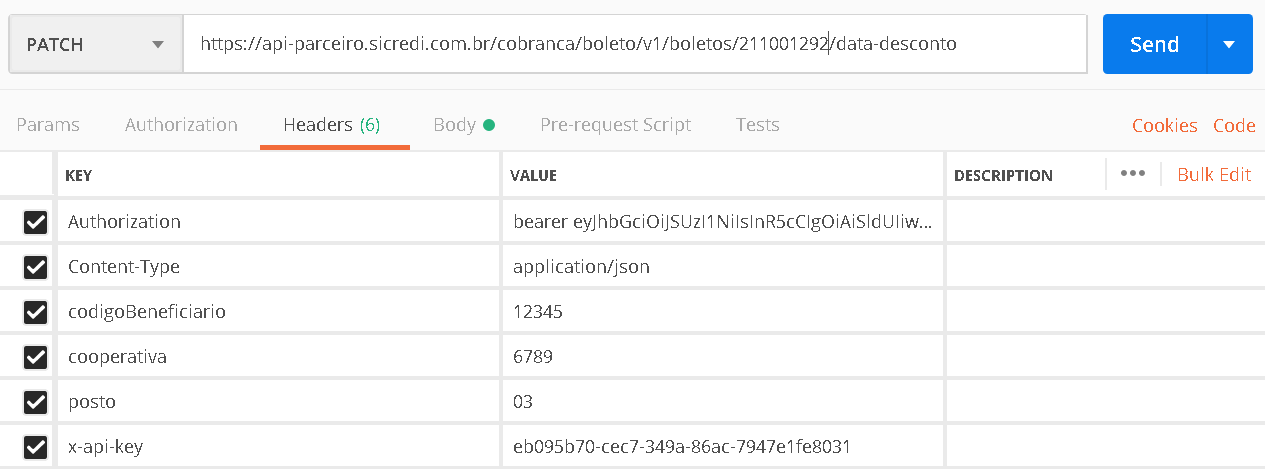 PATCH https://api-parceiro.sicredi.com.br/cobranca/boleto/v1/boletos/211001292/data-desconto Send
Params Authorization Headers (6) Body Pre-request Script Tests Cookies Code
KEY VALUE DESCRIPTION ••• Bulk Edit
Authorization bearer eyJhbGciOiJSUzI1NiIsInR5cCIgOiAiSldUIiw...
Content-Type application/json
codigoBeneficiario 12345
cooperativa 6789
posto 03
x-api-key eb095b70-cec7-349a-86ac-7947e1fe8031